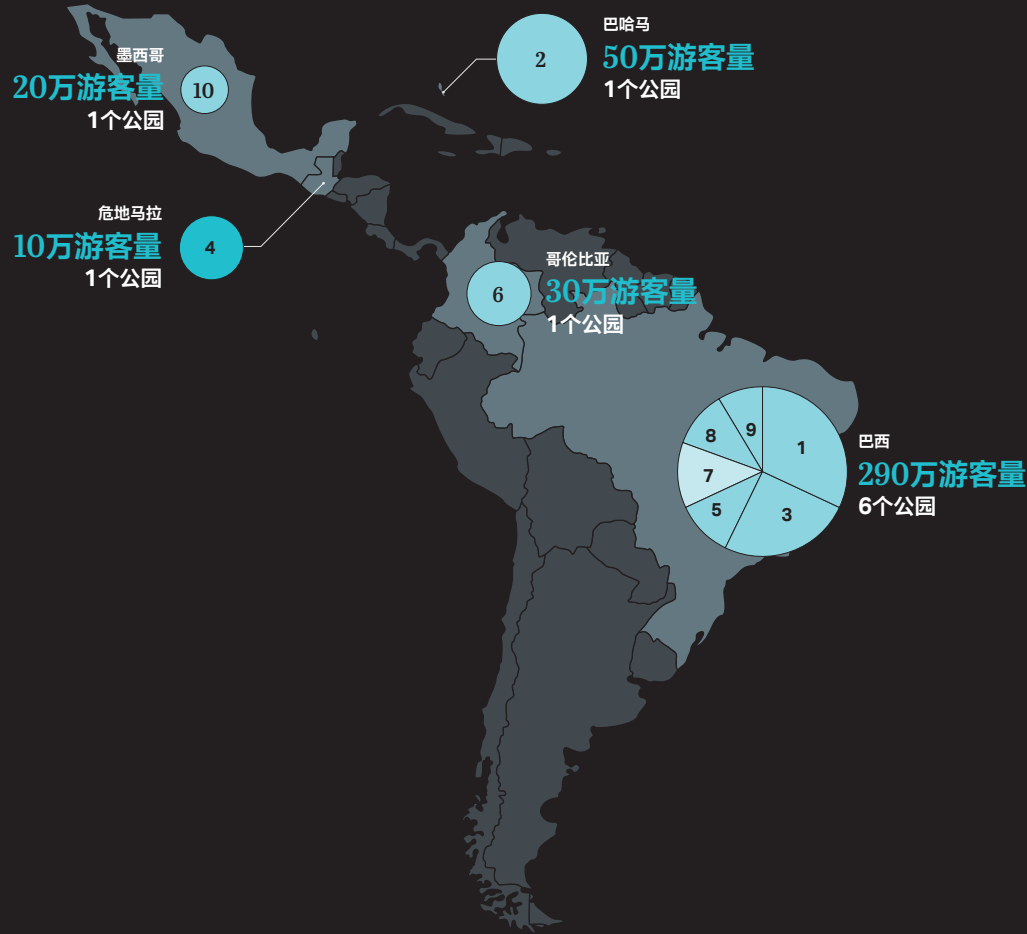 墨西哥
20万游客量
1个公园
10
2
巴哈马
50万游客量
1个公园
危地马拉
10万游客量
1个公园
4
6
哥伦比亚
30万游客量
1个公园
8
9
1
7
5
3
巴西
290万游客量
6个公园